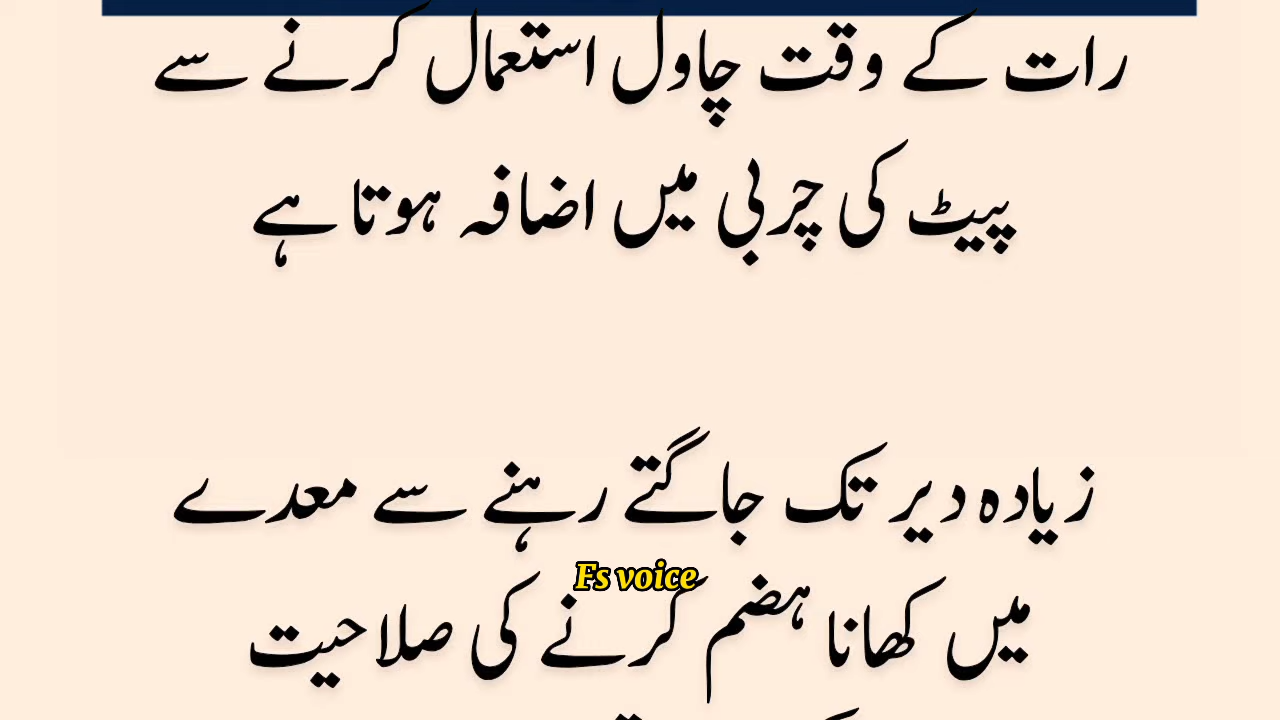 رات کے وقت چاول استعمال کرنے سے
پیٹ کی چربی میں اضافہ ہوتا ہے
زیادہ دیر تک جاگتے رہنے سے معدے
Fs voice
میں کھانا ہضم کرنے کی صلاحیت